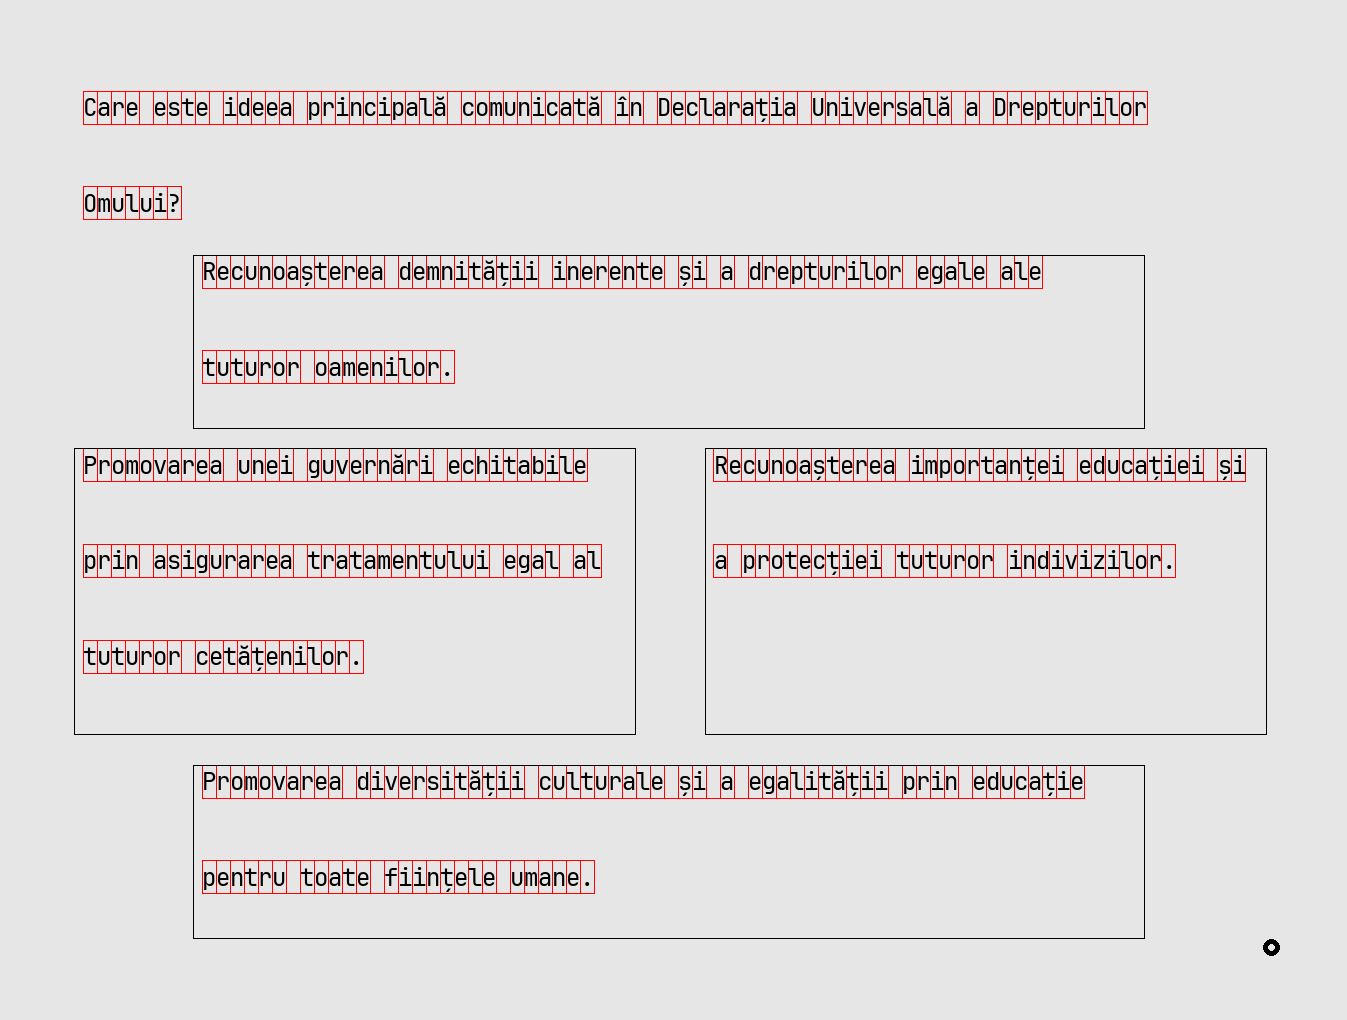 Care este ideea principală comunicată în Declarația Universală a Drepturilor
Omului?
Recunoașterea demnității inerente și a drepturilor egale ale
tuturor oamenilor.
Promovarea unei guvernări echitabile
prin asigurarea tratamentului egal al
tuturor cetățenilor.
Recunoașterea importanței educației și
a protecției tuturor indivizilor.
Promovarea diversității culturale și a egalității prin educație
pentru toate ființele umane.